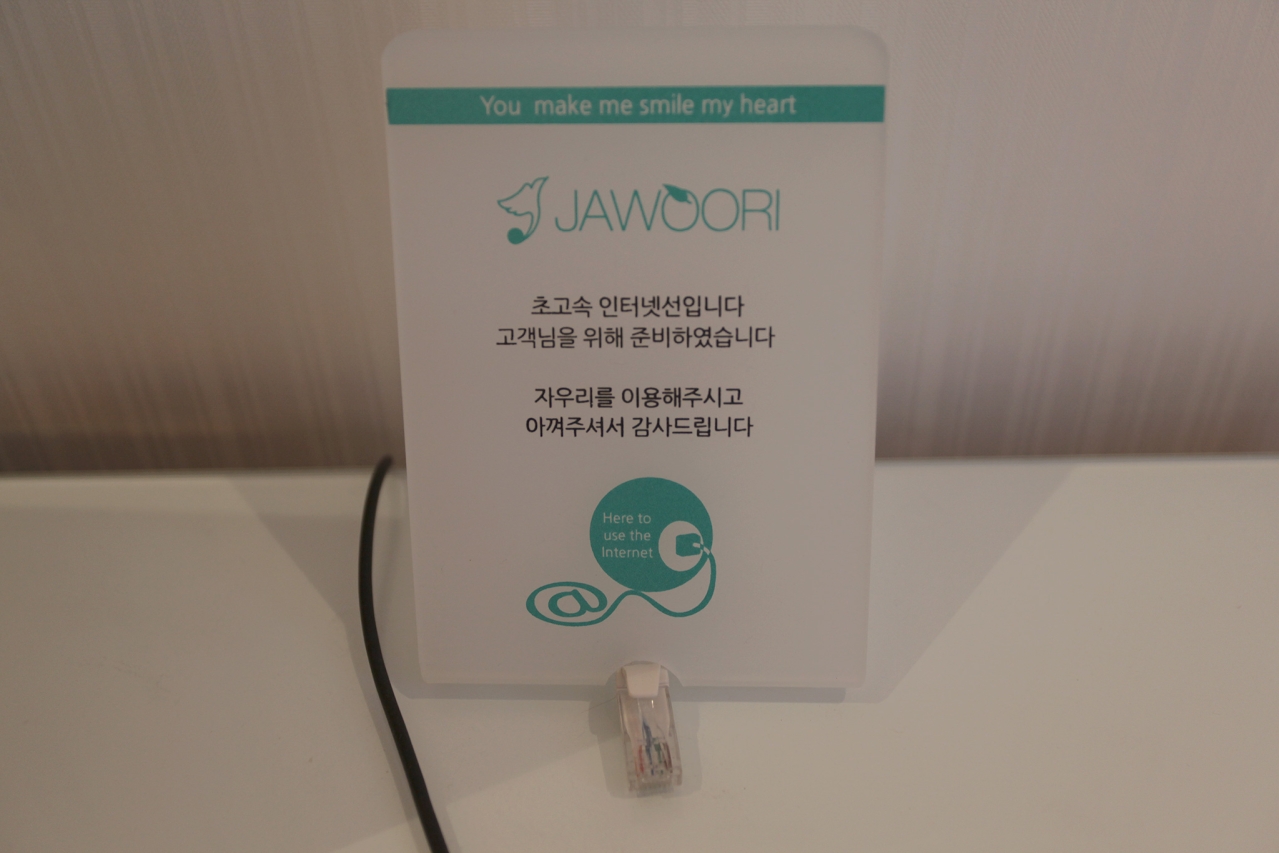 You make me smile my heart
JAWOORI
초고속 인터넷선입니다
고객님을 위해 준비하였습니다
자우리를 이용해주시고
아껴주셔서 감사드립니다
Here to
use the
Internet
@